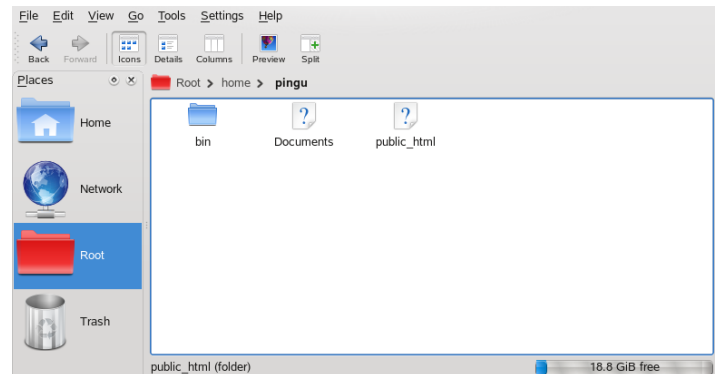 File Edit View Go Tools Settings Help
Back Forward Icons Details Columns Preview Split
Places
Root > home > pingu
Home
Network
Root
Trash
bin Documents public_html
public_html (folder)
18.8 GiB free